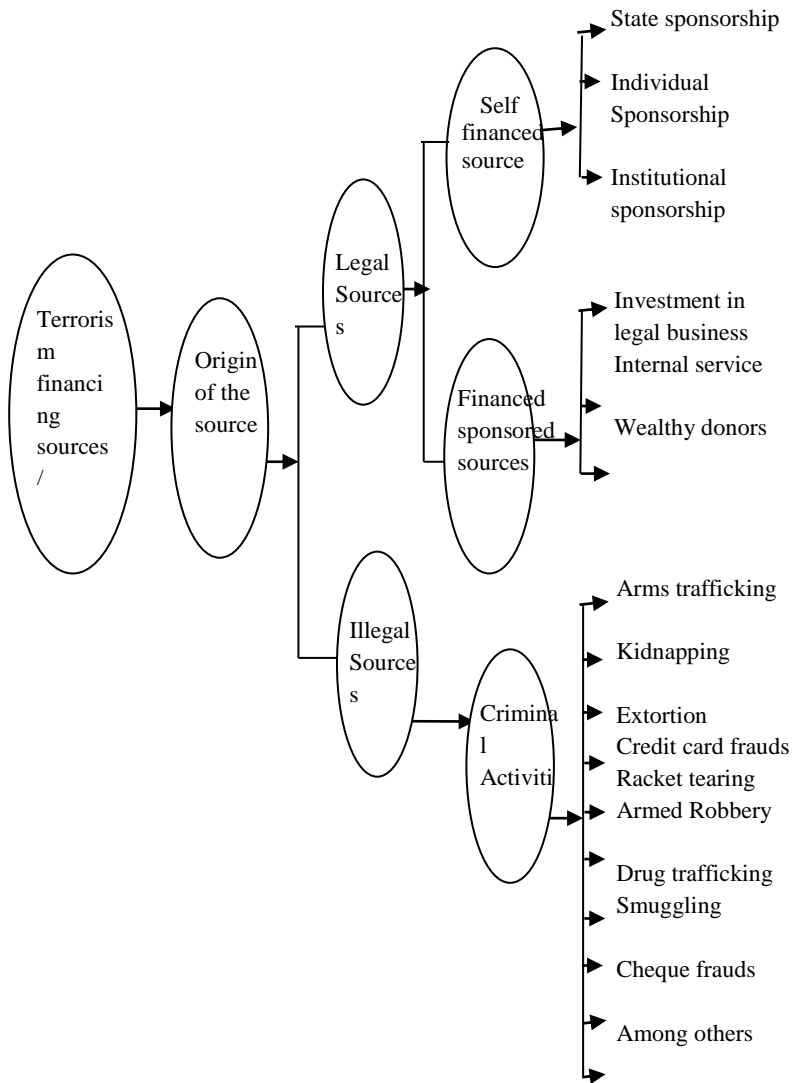 Terroris
m
financi
ng
sources
/
Origin
of the
source
Legal
Source
s
Illegal
Source
s
Self
financed
source
Financed
sponsored
sources
Crimina
l
Activiti
State sponsorship
Individual
Sponsorship
Institutional
sponsorship
Investment in
legal business
Internal service
Wealthy donors
Arms trafficking
Kidnapping
Extortion
Credit card frauds
Racket tearing
Armed Robbery
Drug trafficking
Smuggling
Cheque frauds
Among others